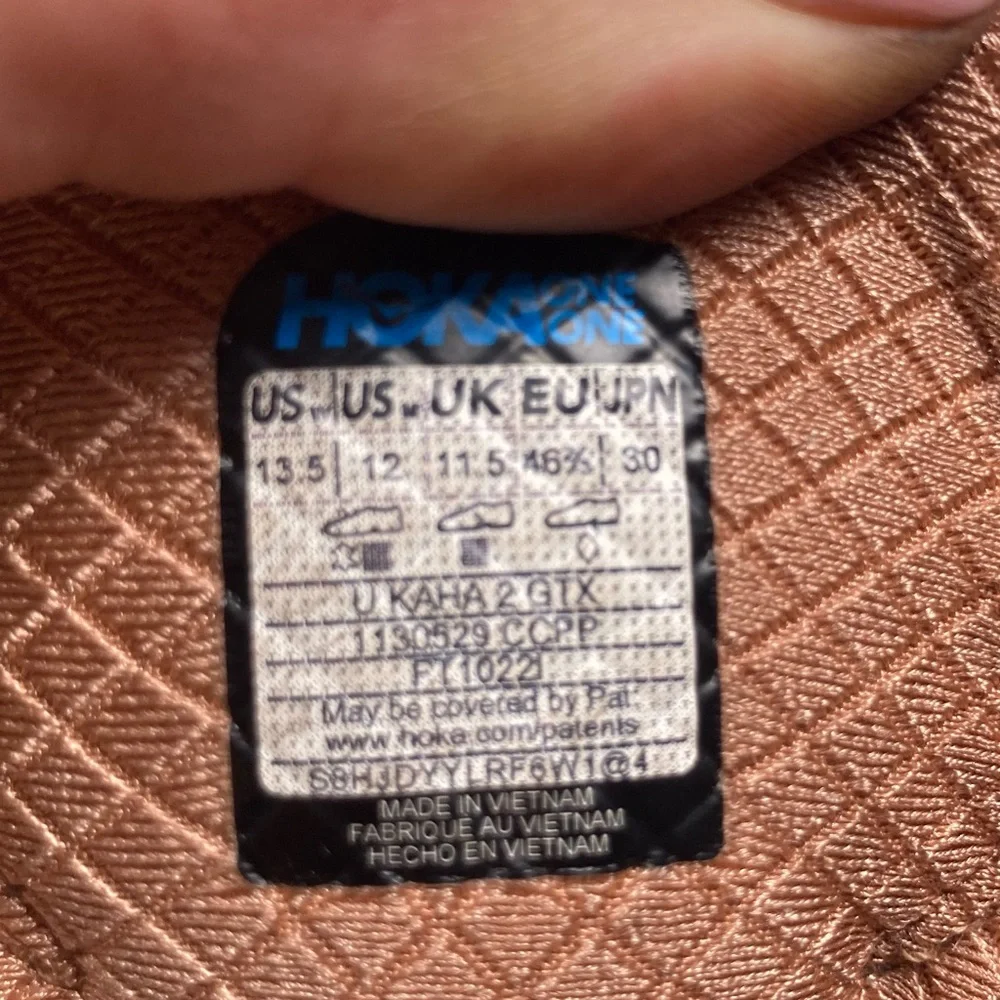 HOKA ONE ONE
US W US M UK EU JPN
13.5 12 11.5 46⅔ 30
U KAHA 2 GTX
1130529 CCPP
May be covered by Pat.
www.hoka.com/patents
S8HJDYYLRF6W1@4
MADE IN VIETNAM
FABRIQUE AU VIETNAM
HECHO EN VIETNAM